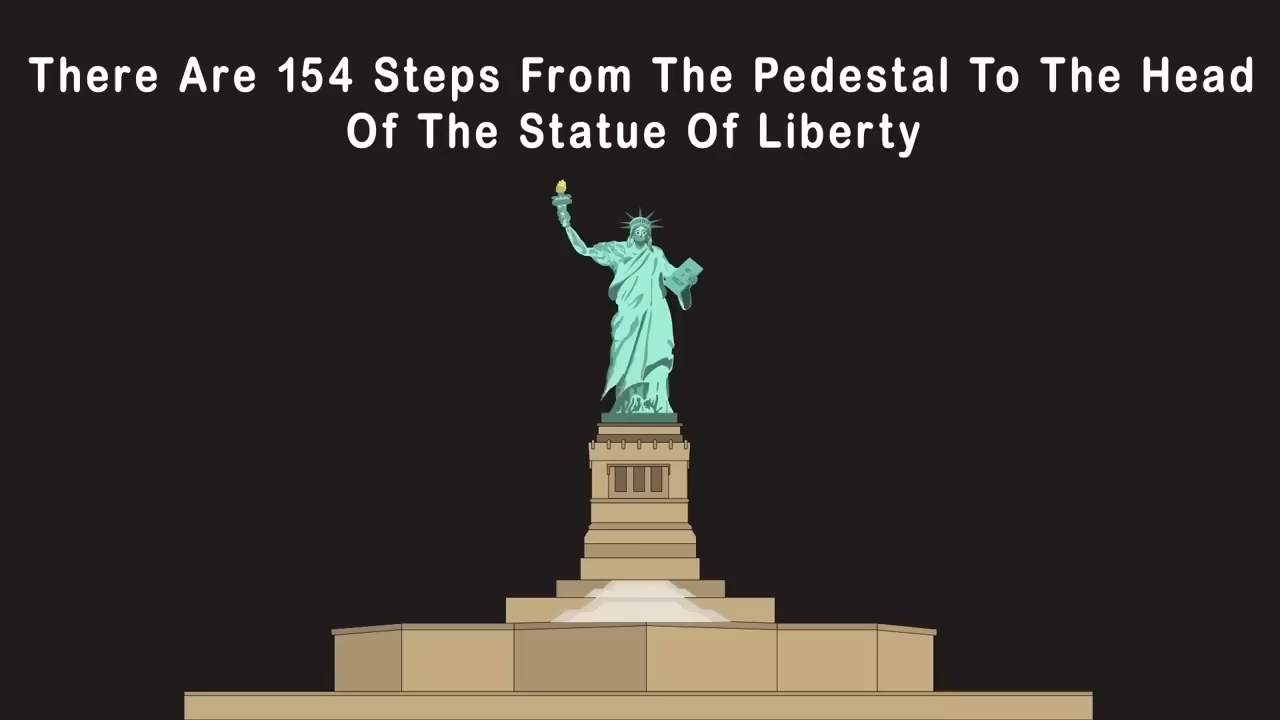 There Are 154 Steps From The Pedestal To The Head
Of The Statue Of Liberty